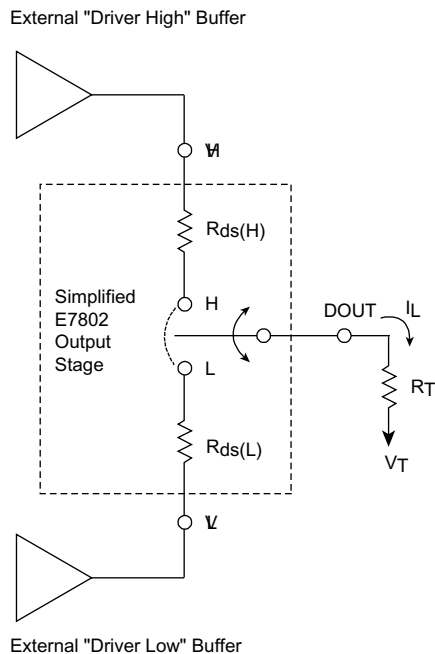 External "Driver High" Buffer
VH
Rds(H)
Simplified
E7802
Output
Stage
H
DOUT
IL
L
RT
Rds(L)
VT
VL
External "Driver Low" Buffer